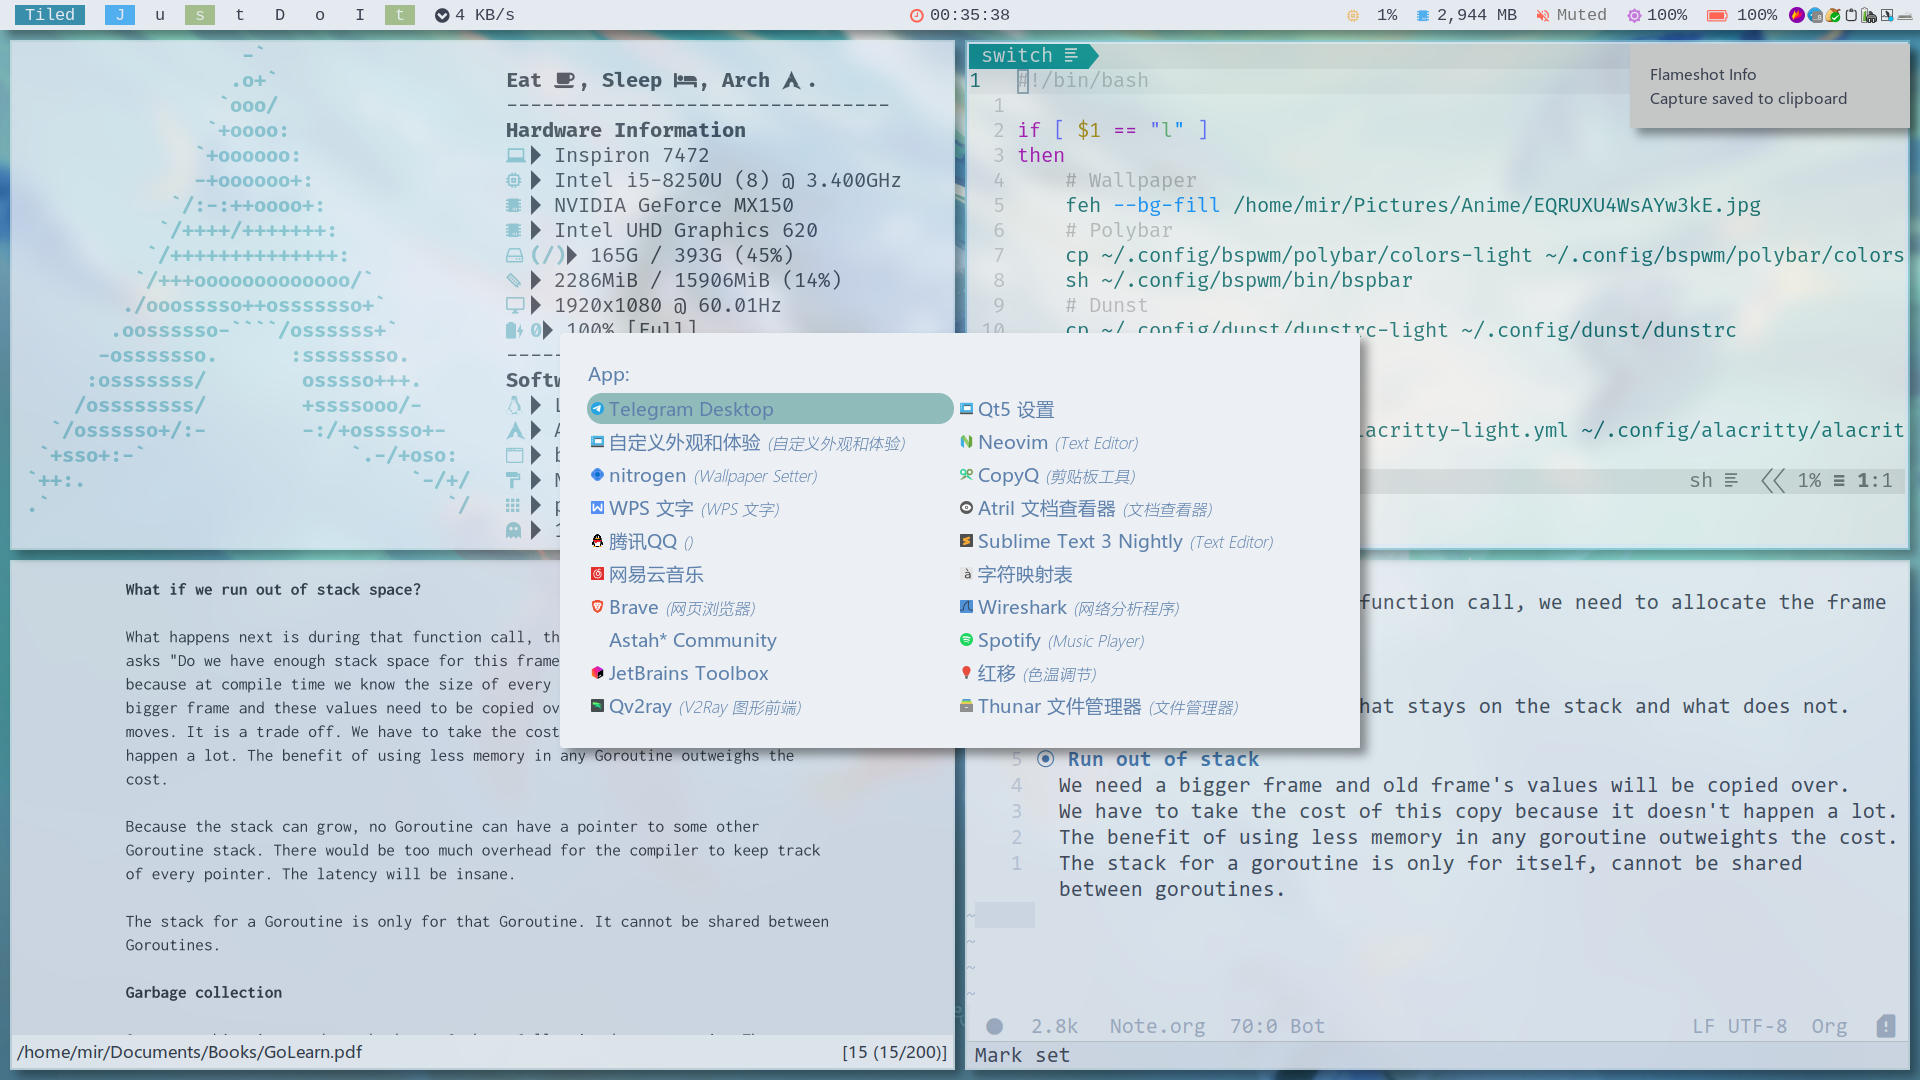 Tiled J u s t D o I t 4 KB/s 00:35:38 1% 2,944 MB Muted 100% 100%
Eat , Sleep , Arch .
--------------------------------
Hardware Information
Inspiron 7472
Intel i5-8250U (8) @ 3.400GHz
NVIDIA GeForce MX150
Intel UHD Graphics 620
(/) 165G / 393G (45%)
2286MiB / 15906MiB (14%)
1920x1080 @ 60.01Hz
0 100% [Full]
Softw
switch
1 #!/bin/bash
1
2 if [ $1 == "l" ]
3 then
4 # Wallpaper
5 feh --bg-fill /home/mir/Pictures/Anime/EQRUXU4WsAYw3kE.jpg
6 # Polybar
7 cp ~/.config/bspwm/polybar/colors-light ~/.config/bspwm/polybar/colors
8 sh ~/.config/bspwm/bin/bspbar
9 # Dunst
10 cp ~/.config/dunst/dunstrc-light ~/.config/dunst/dunstrc
acritty-light.yml ~/.config/alacritty/alacrit
sh 1% 1:1
Flameshot Info
Capture saved to clipboard
App:
Telegram Desktop
自定义外观和体验 (自定义外观和体验)
nitrogen (Wallpaper Setter)
WPS 文字 (WPS 文字)
腾讯QQ ()
网易云音乐
Brave (网页浏览器)
Astah* Community
JetBrains Toolbox
Qv2ray (V2Ray 图形前端)
Qt5 设置
Neovim (Text Editor)
CopyQ (剪贴板工具)
Atril 文档查看器 (文档查看器)
Sublime Text 3 Nightly (Text Editor)
字符映射表
Wireshark (网络分析程序)
Spotify (Music Player)
红移 (色温调节)
Thunar 文件管理器 (文件管理器)
What if we run out of stack space?
What happens next is during that function call, th
asks "Do we have enough stack space for this frame
because at compile time we know the size of every
bigger frame and these values need to be copied ov
moves. It is a trade off. We have to take the cost
happen a lot. The benefit of using less memory in any Goroutine outweighs the
cost.
Because the stack can grow, no Goroutine can have a pointer to some other
Goroutine stack. There would be too much overhead for the compiler to keep track
of every pointer. The latency will be insane.
The stack for a Goroutine is only for that Goroutine. It cannot be shared between
Goroutines.
Garbage collection
/home/mir/Documents/Books/GoLearn.pdf [15 (15/200)]
function call, we need to allocate the frame
hat stays on the stack and what does not.
5 Run out of stack
4 We need a bigger frame and old frame's values will be copied over.
3 We have to take the cost of this copy because it doesn't happen a lot.
2 The benefit of using less memory in any goroutine outweights the cost.
1 The stack for a goroutine is only for itself, cannot be shared
between goroutines.
~
~
~
~
2.8k Note.org 70:0 Bot LF UTF-8 Org
Mark set